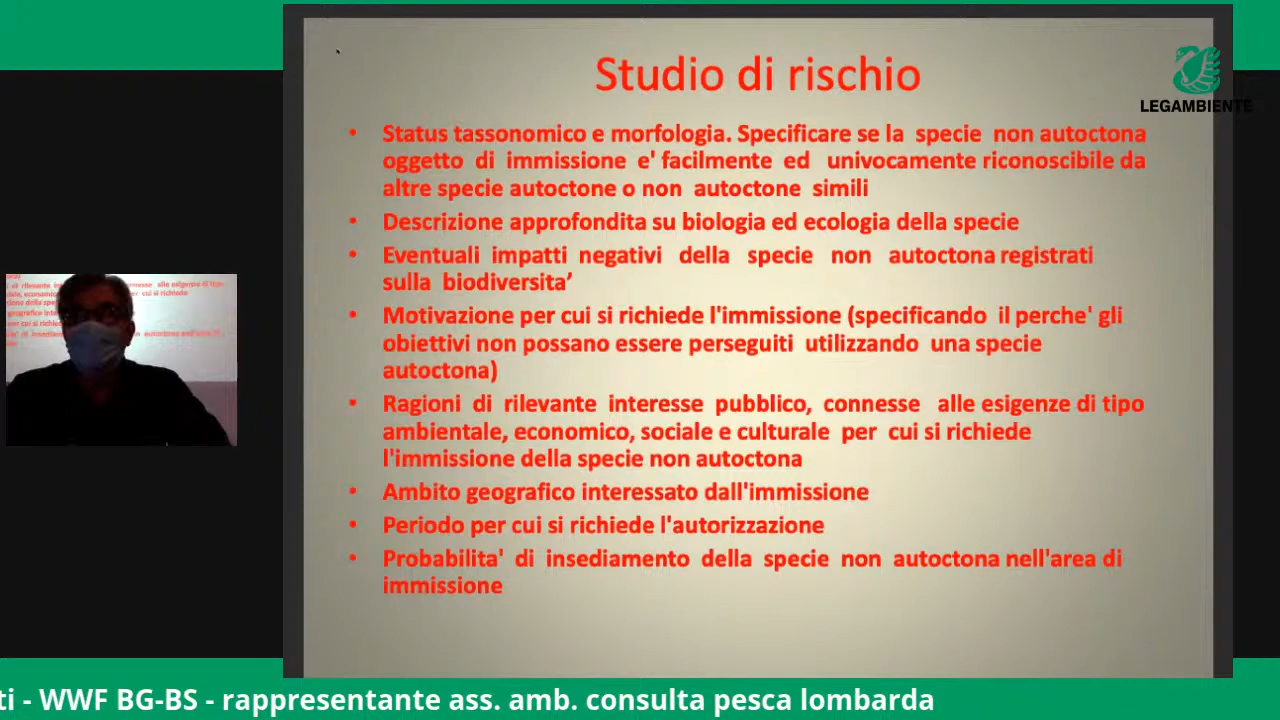 Studio di rischio
LEGAMBIENTE
• Status tassonomico e morfologia. Specificare se la specie non autoctona
oggetto di immissione e' facilmente ed univocamente riconoscibile da
altre specie autoctone o non autoctone simili
• Descrizione approfondita su biologia ed ecologia della specie
• Eventuali impatti negativi della specie non autoctona registrati
sulla biodiversita’
• Motivazione per cui si richiede l'immissione (specificando il perche' gli
obiettivi non possano essere perseguiti utilizzando una specie
autoctona)
• Ragioni di rilevante interesse pubblico, connesse alle esigenze di tipo
ambientale, economico, sociale e culturale per cui si richiede
l'immissione della specie non autoctona
• Ambito geografico interessato dall'immissione
• Periodo per cui si richiede l'autorizzazione
• Probabilita' di insediamento della specie non autoctona nell'area di
immissione
ti - WWF BG-BS - rappresentante ass. amb. consulta pesca lombarda